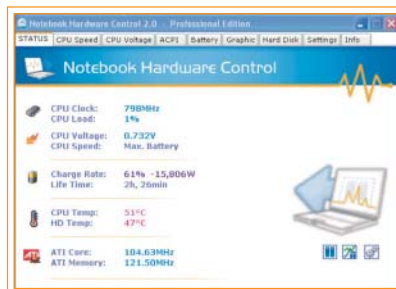 Notebook Hardware Control 2.0 - Professional Edition
STATUS CPU Speed CPU Voltage ACPI Battery Graphic Hard Disk Settings Info
Notebook Hardware Control
CPU Clock: 798MHz
CPU Load: 1%
CPU Voltage: 0.732V
CPU Speed: Max. Battery
Charge Rate: 61% -15,806W
Life Time: 2h, 26min
CPU Temp: 51°C
HD Temp: 47°C
ATI
ATI Core: 104.63MHz
ATI Memory: 121.50MHz